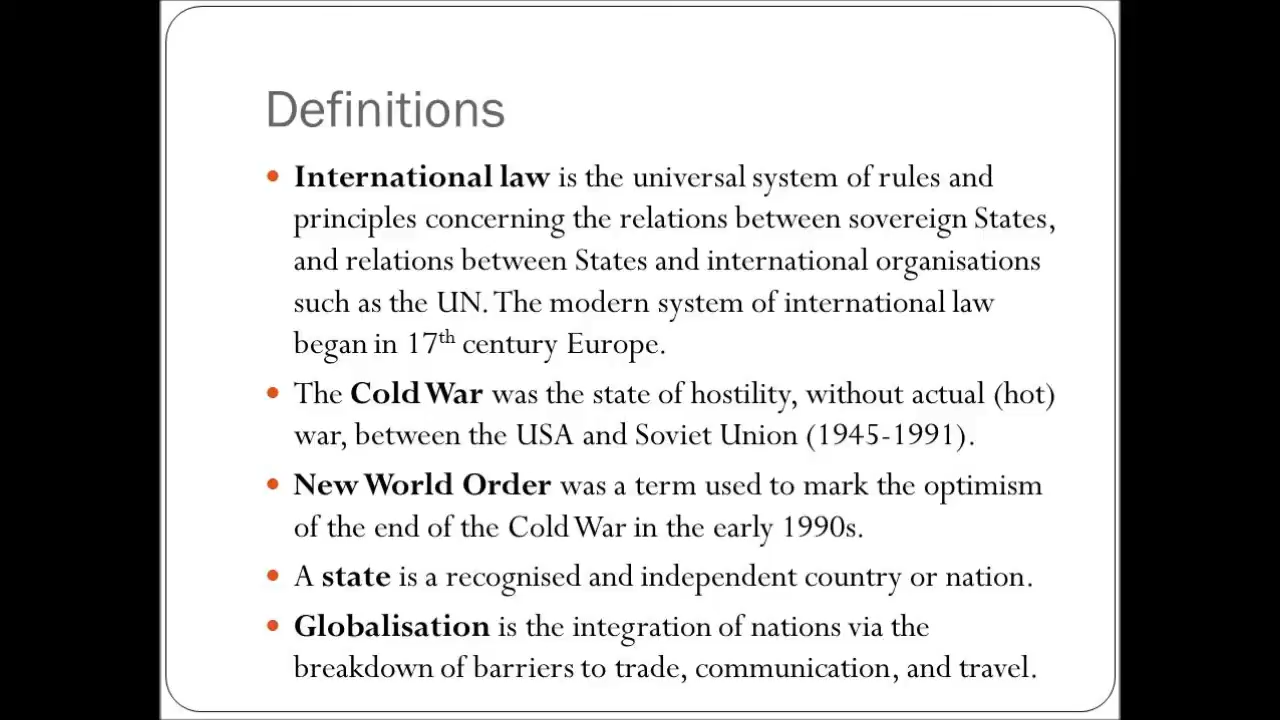 Definitions
International law is the universal system of rules and
principles concerning the relations between sovereign States,
and relations between States and international organisations
such as the UN. The modern system of international law
began in 17th century Europe.
The Cold War was the state of hostility, without actual (hot)
war, between the USA and Soviet Union (1945-1991).
New World Order was a term used to mark the optimism
of the end of the Cold War in the early 1990s.
A state is a recognised and independent country or nation.
Globalisation is the integration of nations via the
breakdown of barriers to trade, communication, and travel.